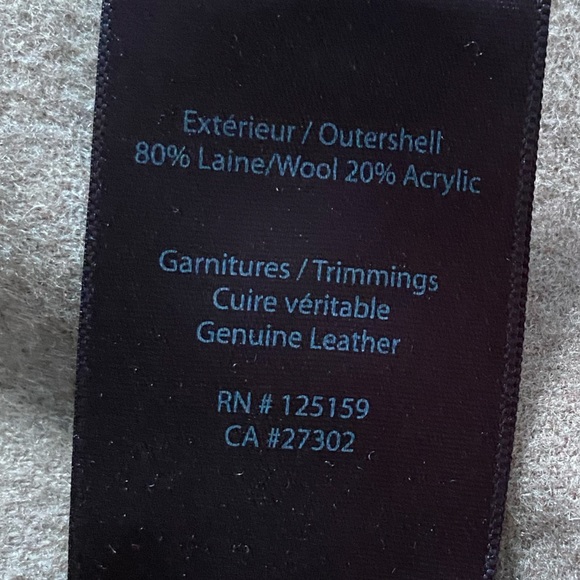 Extérieur / Outershell
80% Laine/Wool 20% Acrylic
Garnitures / Trimmings
Cuire véritable
Genuine Leather
RN # 125159
CA #27302